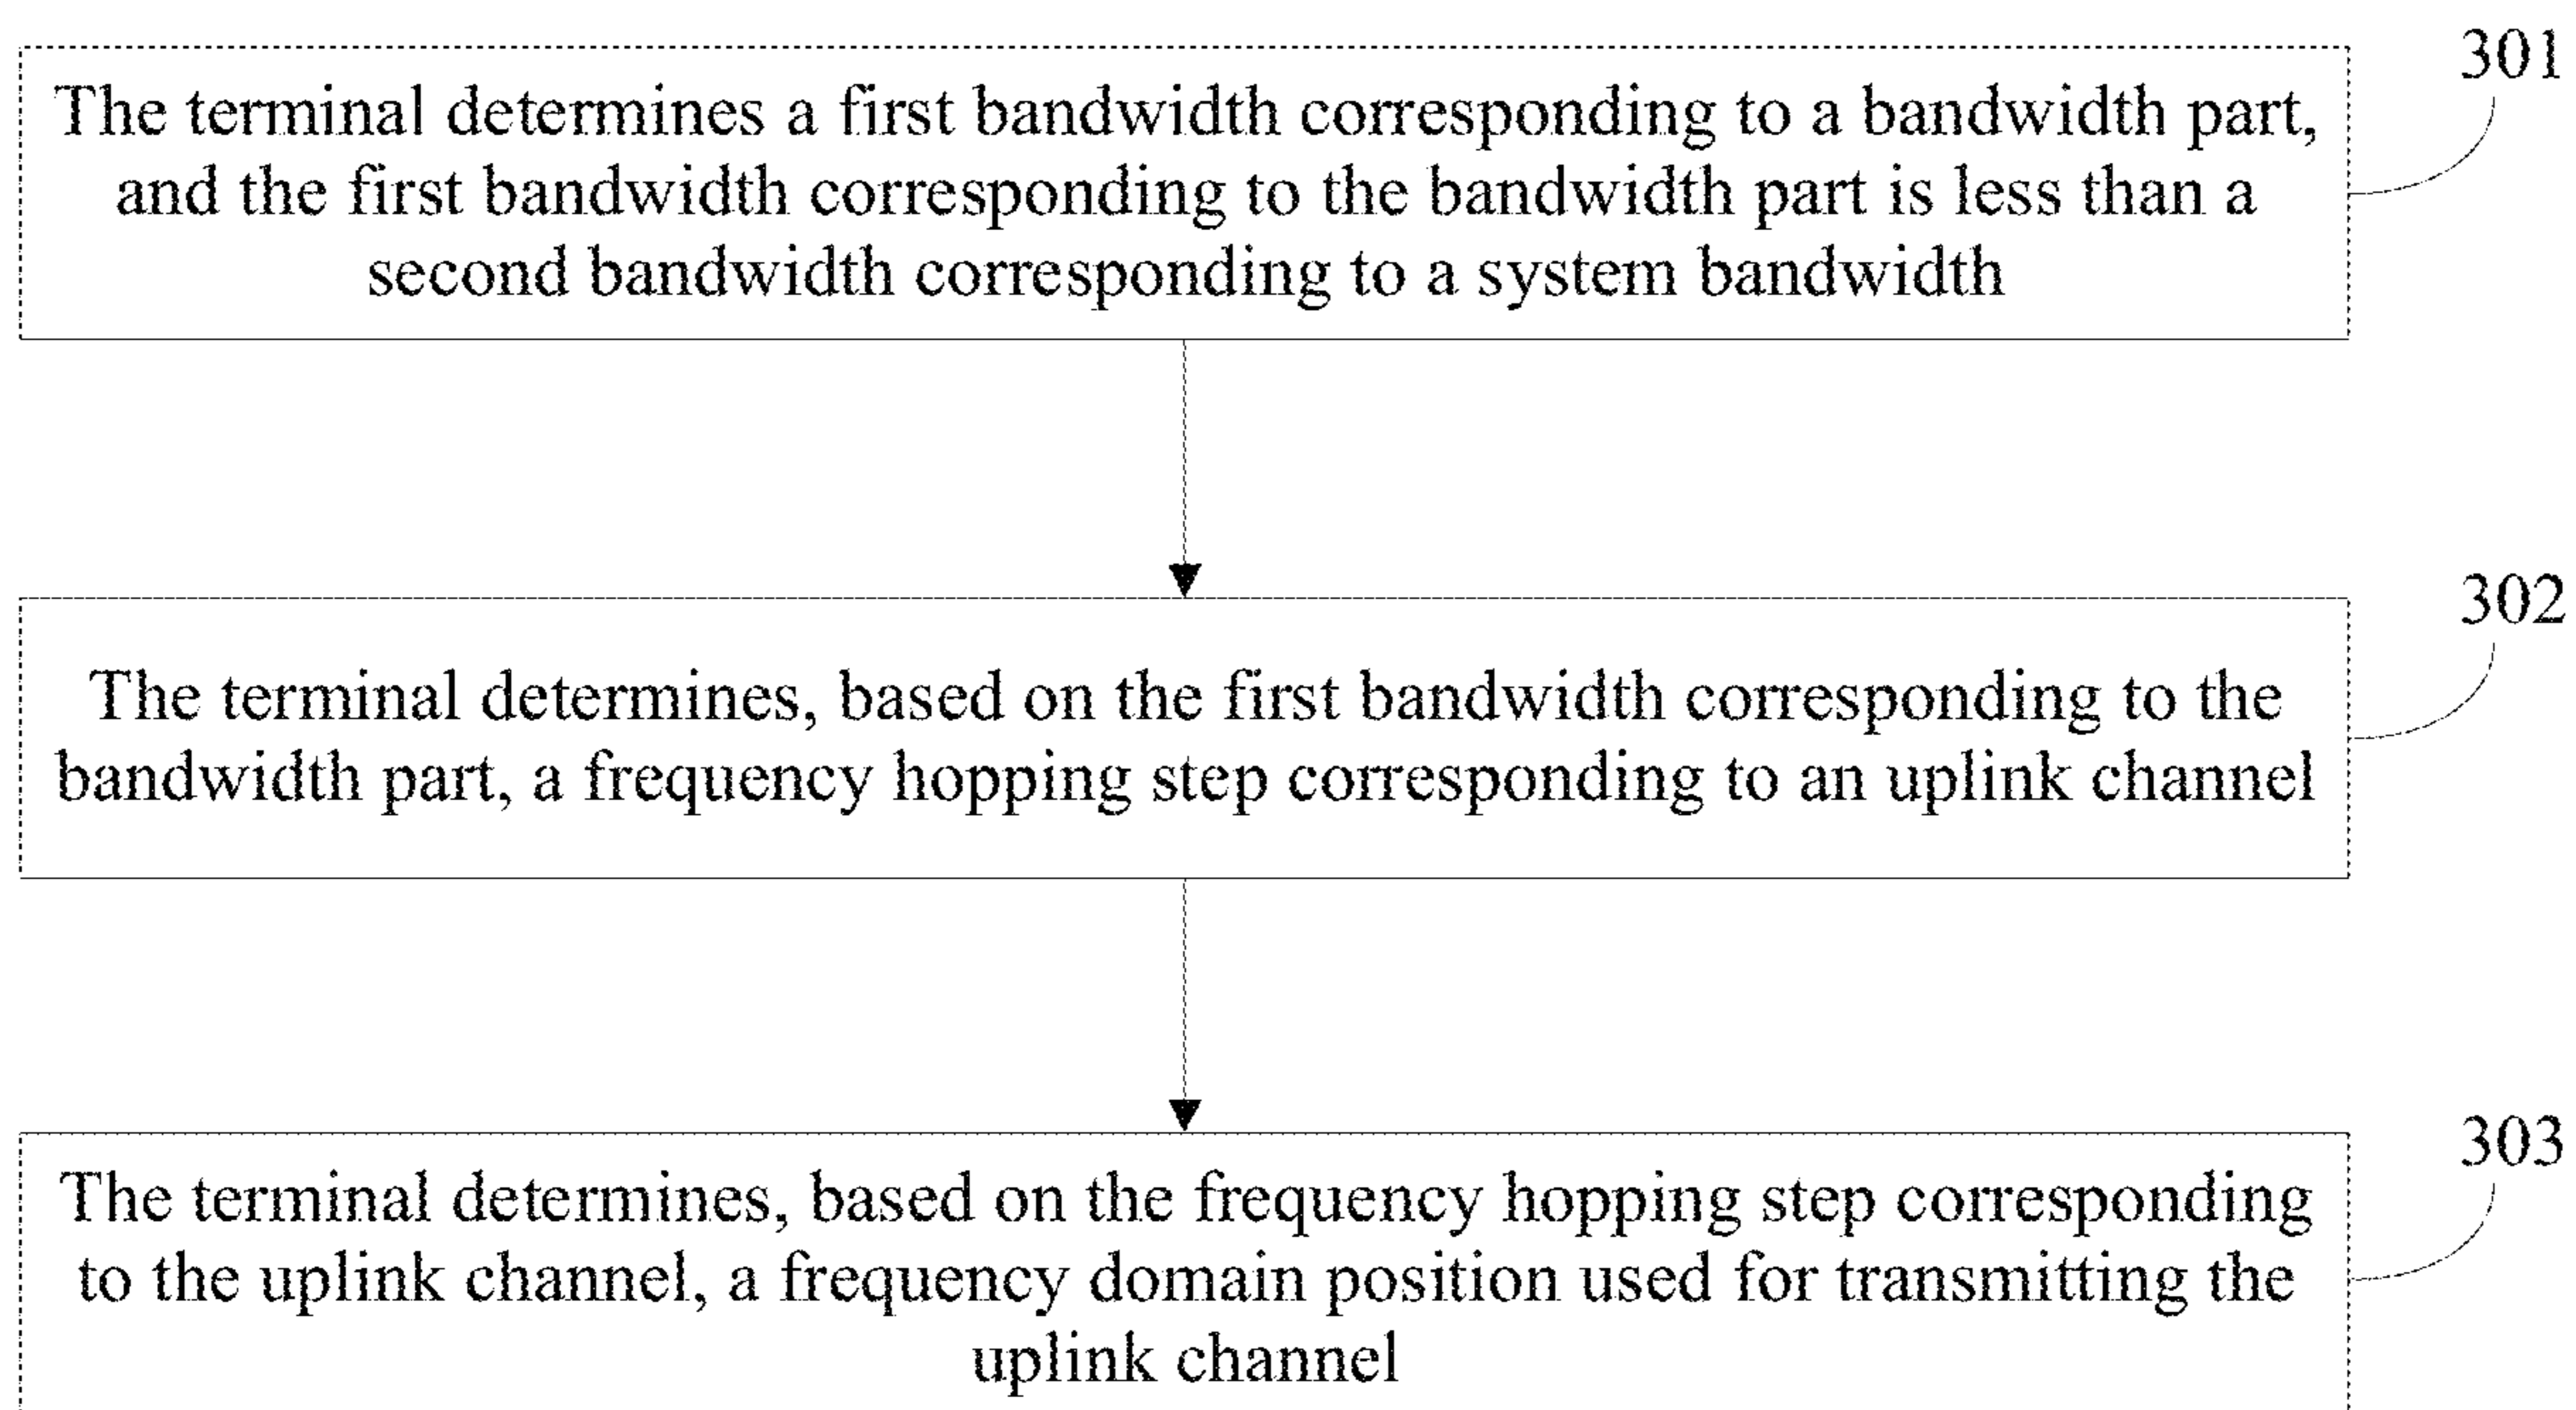 301
The terminal determines a first bandwidth corresponding to a bandwidth part,
and the first bandwidth corresponding to the bandwidth part is less than a
second bandwidth corresponding to a system bandwidth
302
The terminal determines, based on the first bandwidth corresponding to the
bandwidth part, a frequency hopping step corresponding to an uplink channel
303
The terminal determines, based on the frequency hopping step corresponding
to the uplink channel, a frequency domain position used for transmitting the
uplink channel